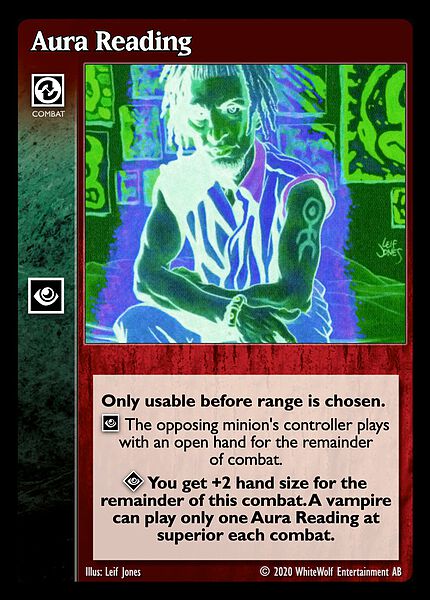 Aura Reading
COMBAT
LEIF
JONES
Only usable before range is chosen.
The opposing minion's controller plays
with an open hand for the remainder
of combat.
You get +2 hand size for the
remainder of this combat. A vampire
can play only one Aura Reading at
superior each combat.
Illus: Leif Jones © 2020 WhiteWolf Entertainment AB